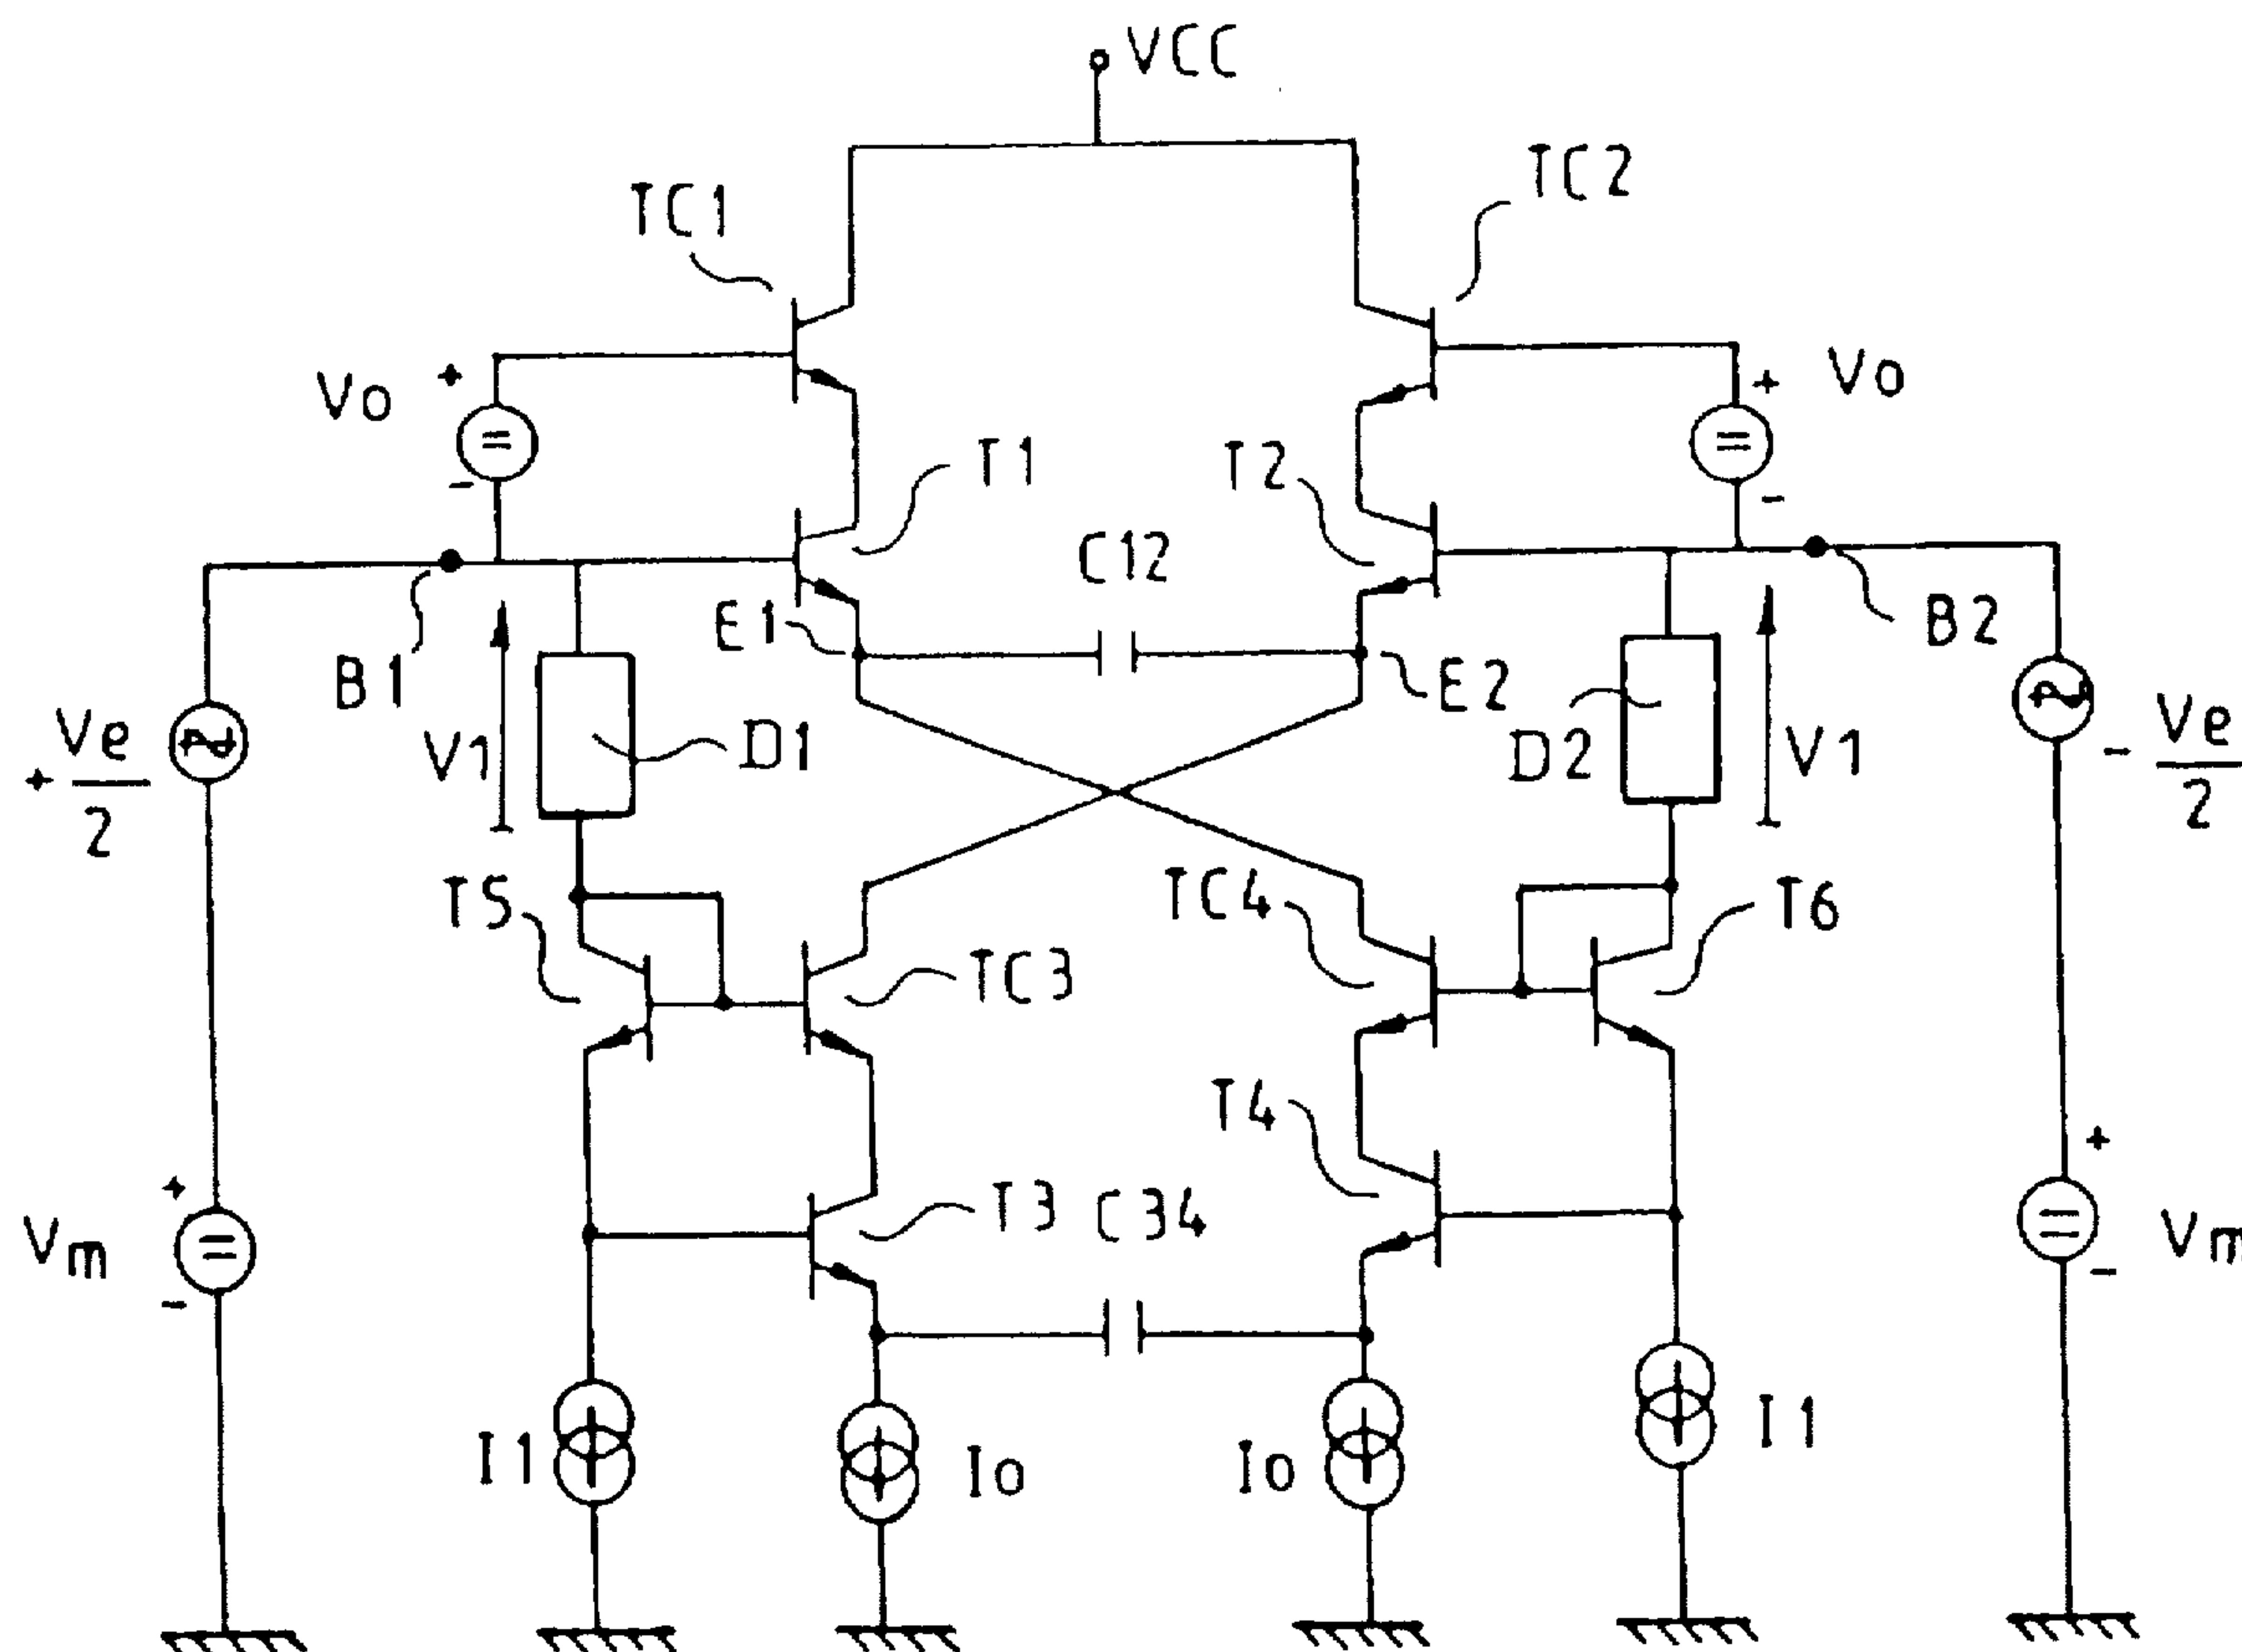 VCC
TC1
TC2
Vo
+
+
Vo
-
-
T1
T2
C12
B1
E1
E2
B2
+ Ve/2
V1
D1
D2
V1
- Ve/2
T5
TC3
TC4
T6
T4
Vm
+
-
T3
C34
+
-
Vm
I1
Io
Io
I1